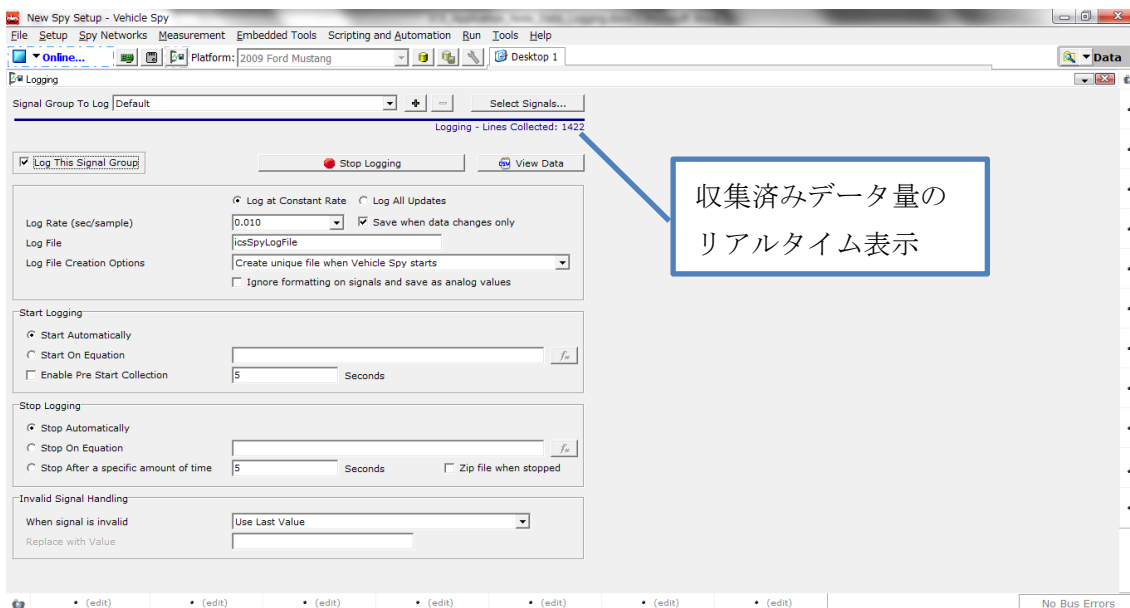 New Spy Setup - Vehicle Spy
File Setup Spy Networks Measurement Embedded Tools Scripting and Automation Run Tools Help
Online... Platform: 2009 Ford Mustang Desktop 1 Data
Logging
Signal Group To Log Default + Select Signals...
Logging - Lines Collected: 1422
Log This Signal Group Stop Logging View Data
収集済みデータ量の
リアルタイム表示
Log at Constant Rate Log All Updates
Log Rate (sec/sample) 0.010 Save when data changes only
Log File icsSpyLogFile
Log File Creation Options Create unique file when Vehicle Spy starts
Ignore formatting on signals and save as analog values
Start Logging
Start Automatically
Start On Equation
Enable Pre Start Collection 5 Seconds
Stop Logging
Stop Automatically
Stop On Equation
Stop After a specific amount of time 5 Seconds Zip file when stopped
Invalid Signal Handling
When signal is invalid Use Last Value
Replace with Value
• (edit) • (edit) • (edit) • (edit) • (edit) • (edit) • (edit) No Bus Errors